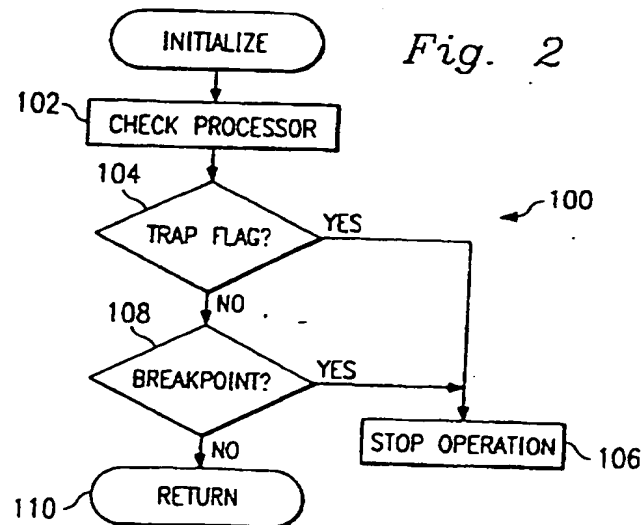 INITIALIZE
Fig. 2
102
CHECK PROCESSOR
104
TRAP FLAG?
YES
100
NO
108
BREAKPOINT?
YES
STOP OPERATION
106
NO
110
RETURN